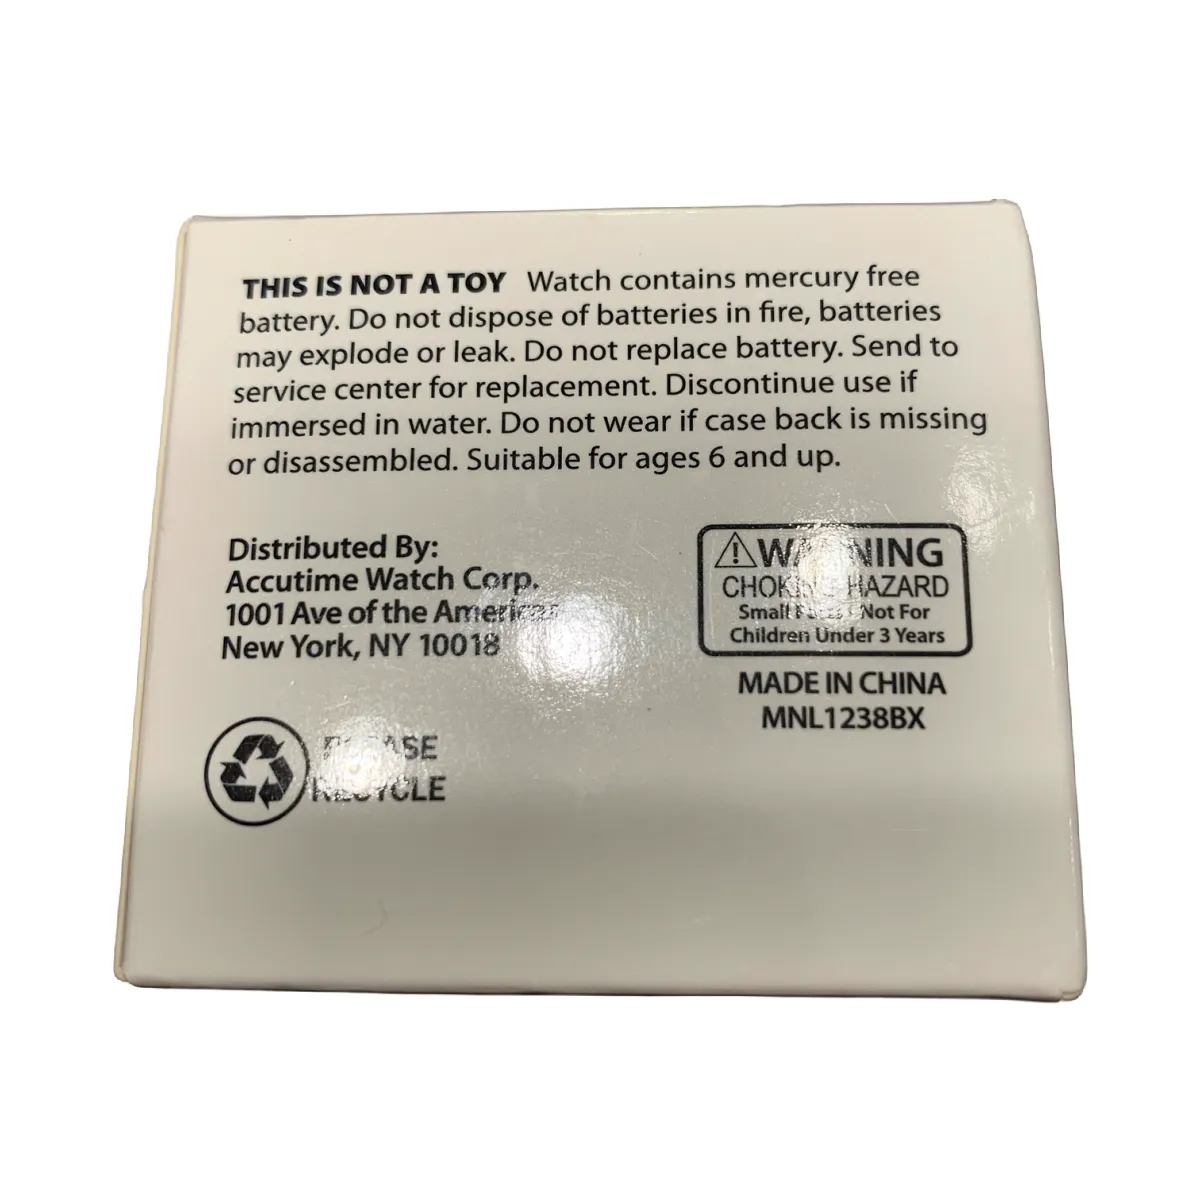 THIS IS NOT A TOY Watch contains mercury free
battery. Do not dispose of batteries in fire, batteries
may explode or leak. Do not replace battery. Send to
service center for replacement. Discontinue use if
immersed in water. Do not wear if case back is missing
or disassembled. Suitable for ages 6 and up.
Distributed By:
Accutime Watch Corp.
1001 Ave of the Americas
New York, NY 10018
WARNING
CHOKING HAZARD
Small Parts Not For
Children Under 3 Years
MADE IN CHINA
MNL1238BX
PLEASE
RECYCLE